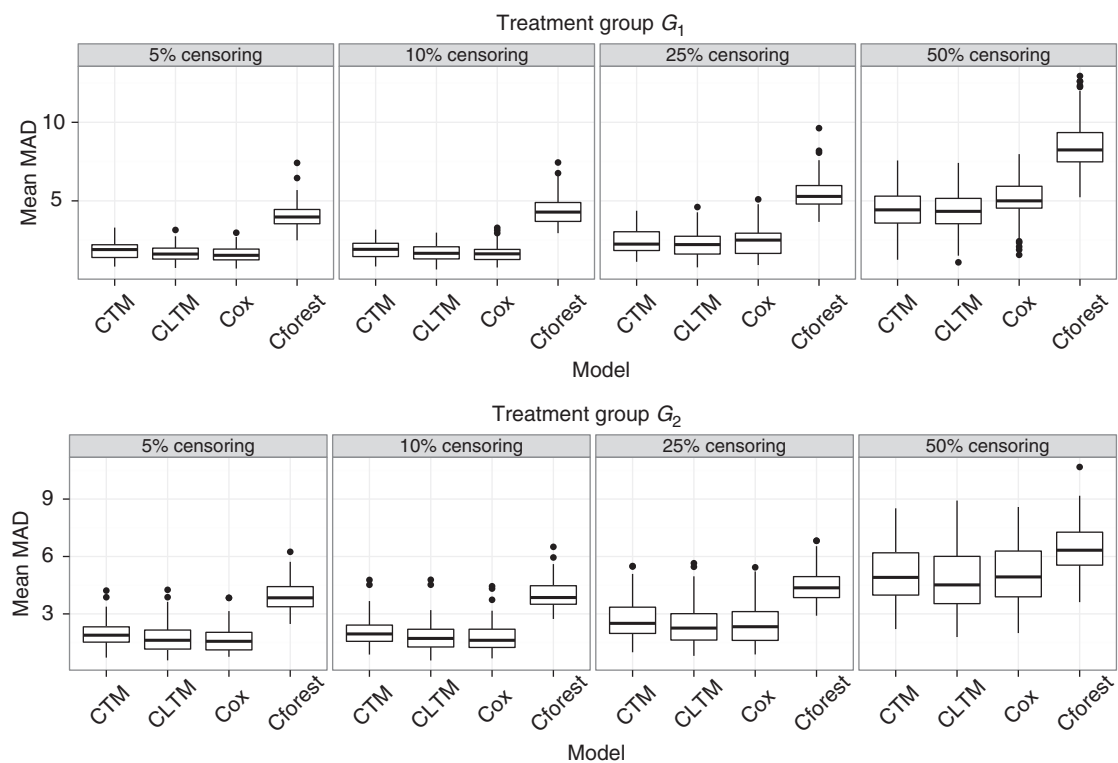 Treatment group G1
5% censoring 10% censoring 25% censoring 50% censoring
Mean MAD
10
5
CTM CLTM Cox Cforest CTM CLTM Cox Cforest CTM CLTM Cox Cforest CTM CLTM Cox Cforest
Model
Treatment group G2
5% censoring 10% censoring 25% censoring 50% censoring
Mean MAD
9
6
3
CTM CLTM Cox Cforest CTM CLTM Cox Cforest CTM CLTM Cox Cforest CTM CLTM Cox Cforest
Model